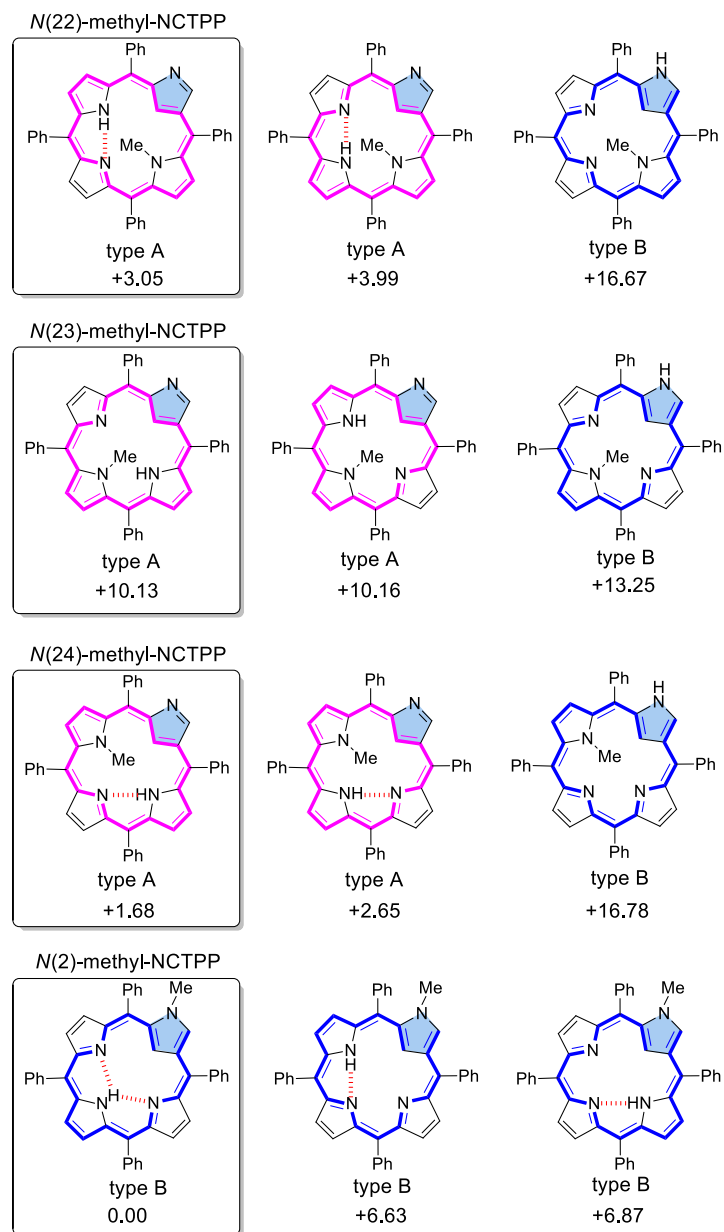 N(22)-methyl-NCTPP
Ph Ph Ph H
N N N
N N N
H
Ph Me Ph Ph Me Ph Ph Me Ph
H
N N N N N N
Ph Ph Ph
type A type A type B
+3.05 +3.99 +16.67
N(23)-methyl-NCTPP
Ph Ph Ph H
N N N
N NH N
Ph Me Ph Ph Me Ph Ph Me Ph
N HN N N N N
Ph Ph Ph
type A type A type B
+10.13 +10.16 +13.25
N(24)-methyl-NCTPP
Ph Ph Ph H
N N N
N N N
Me Me Me
Ph Ph Ph Ph Ph Ph
N HN NH N N N
Ph Ph Ph
type A type A type B
+1.68 +2.65 +16.78
N(2)-methyl-NCTPP
Ph Me Ph Me Ph Me
N N N
N N N
H
Ph Ph Ph Ph Ph Ph
H
N N N N N HN
Ph Ph Ph
type B type B type B
0.00 +6.63 +6.87